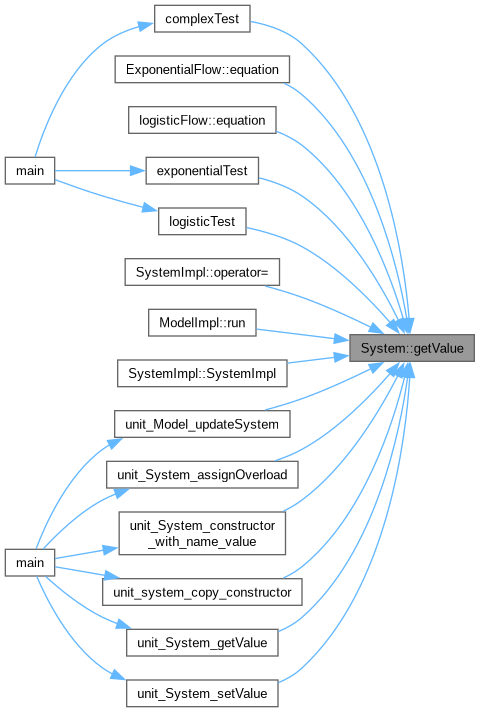 complexTest
ExponentialFlow::equation
logisticFlow::equation
main
exponentialTest
logisticTest
SystemImpl::operator=
ModelImpl::run
System::getValue
SystemImpl::SystemImpl
unit_Model_updateSystem
unit_System_assignOverload
unit_System_constructor
_with_name_value
main
unit_system_copy_constructor
unit_System_getValue
unit_System_setValue